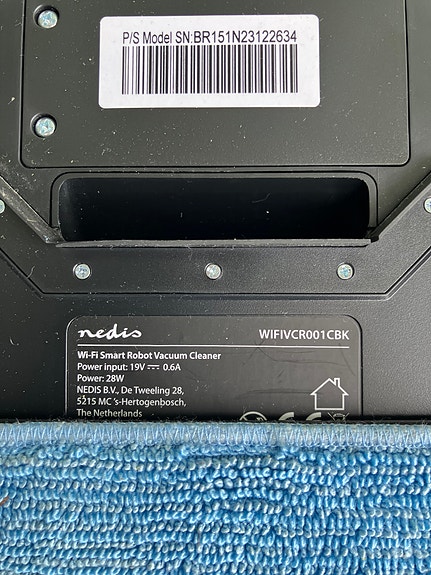 P/S Model SN:BR151N23122634
nedis
WIFIVCR001CBK
Wi-Fi Smart Robot Vacuum Cleaner
Power input: 19V ⎓ 0.6A
Power: 28W
NEDIS B.V., De Tweeling 28,
5215 MC 's-Hertogenbosch,
The Netherlands